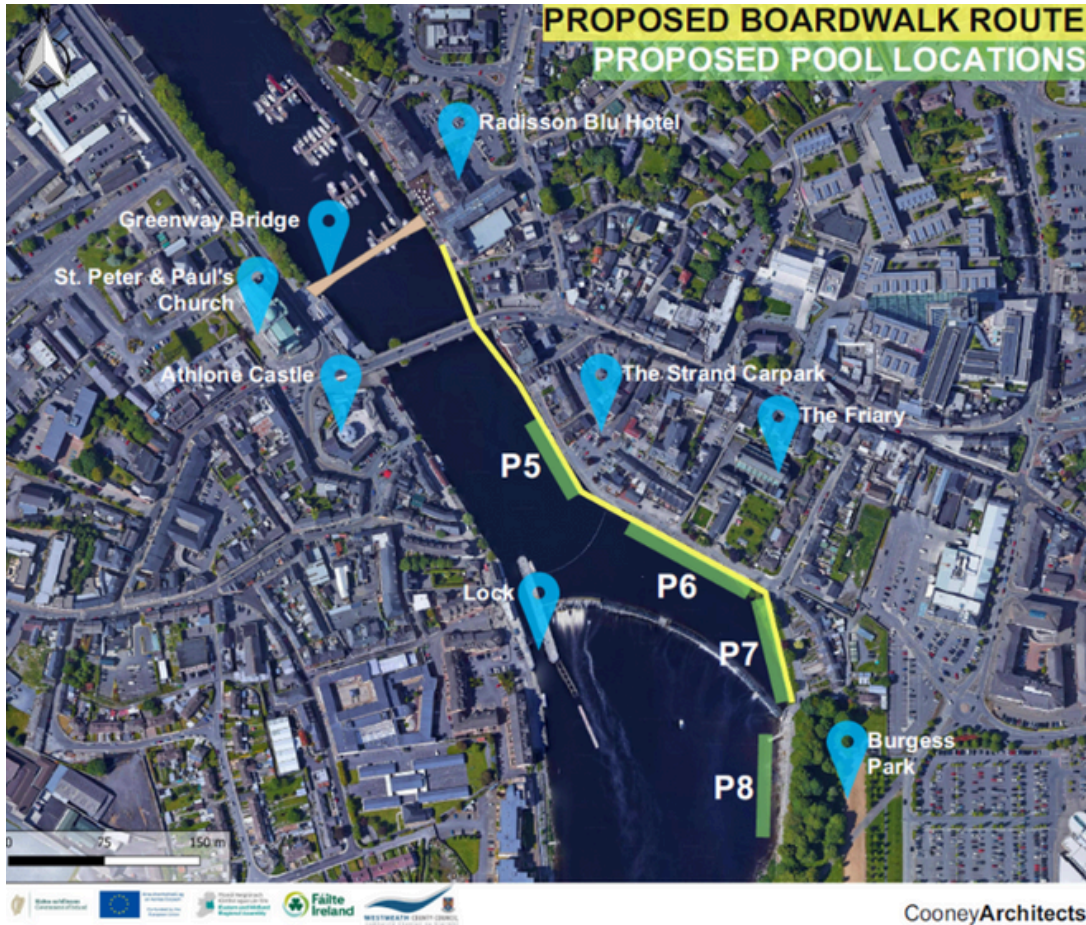 PROPOSED BOARDWALK ROUTE
PROPOSED POOL LOCATIONS
Radisson Blu Hotel
Greenway Bridge
St. Peter & Paul's
Church
Athlone Castle
The Strand Carpark
The Friary
P5
Lock
P6
P7
Burgess
Park
P8
0 75 150 m
Fáilte
Ireland
WESTMEATH COUNTY COUNCIL
CooneyArchitects